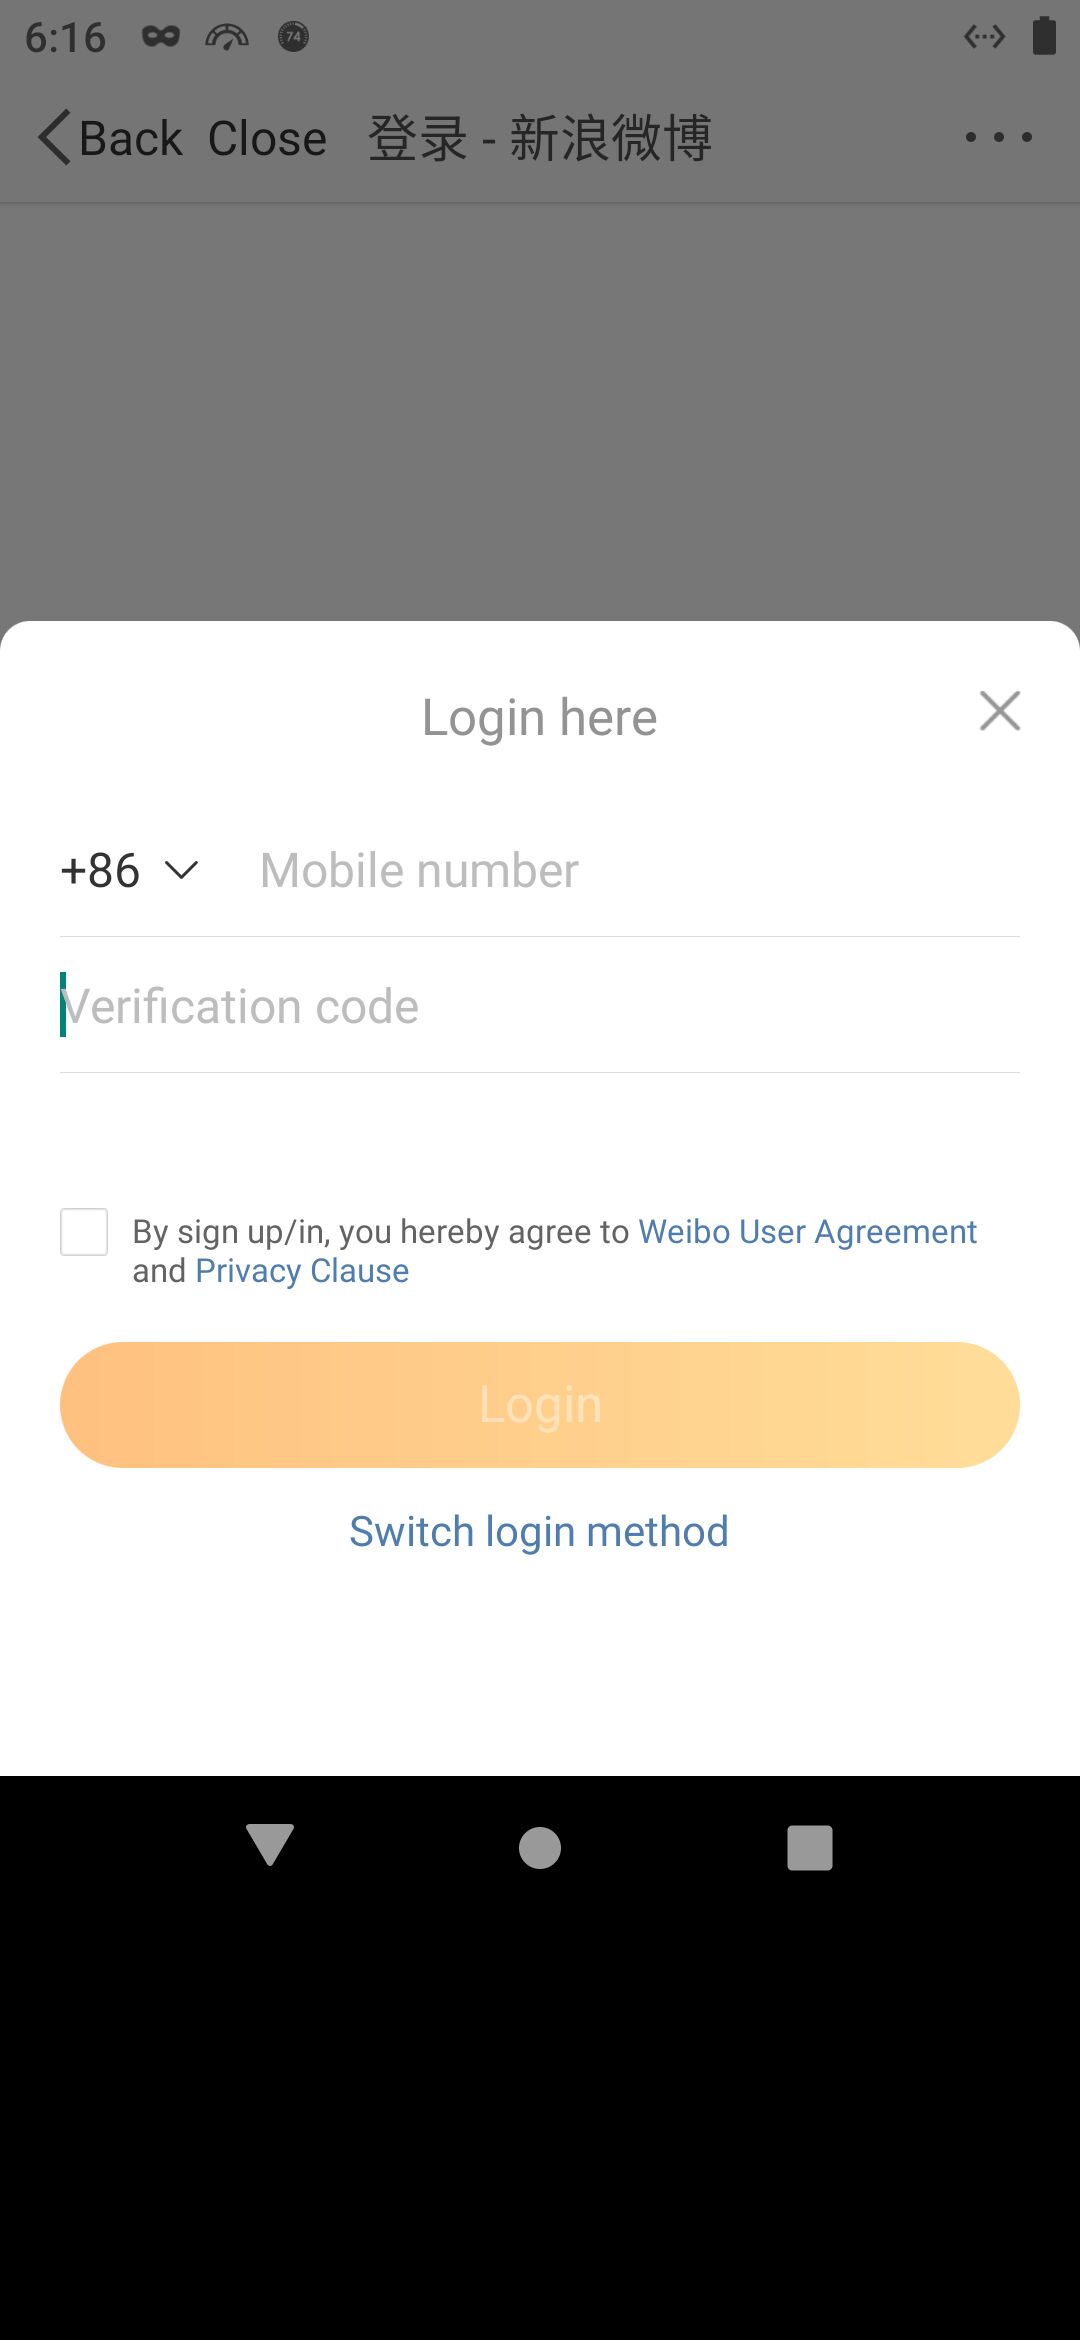 6:16 74
Back Close 登录 - 新浪微博
Login here
+86 Mobile number
Verification code
By sign up/in, you hereby agree to Weibo User Agreement
and Privacy Clause
Login
Switch login method